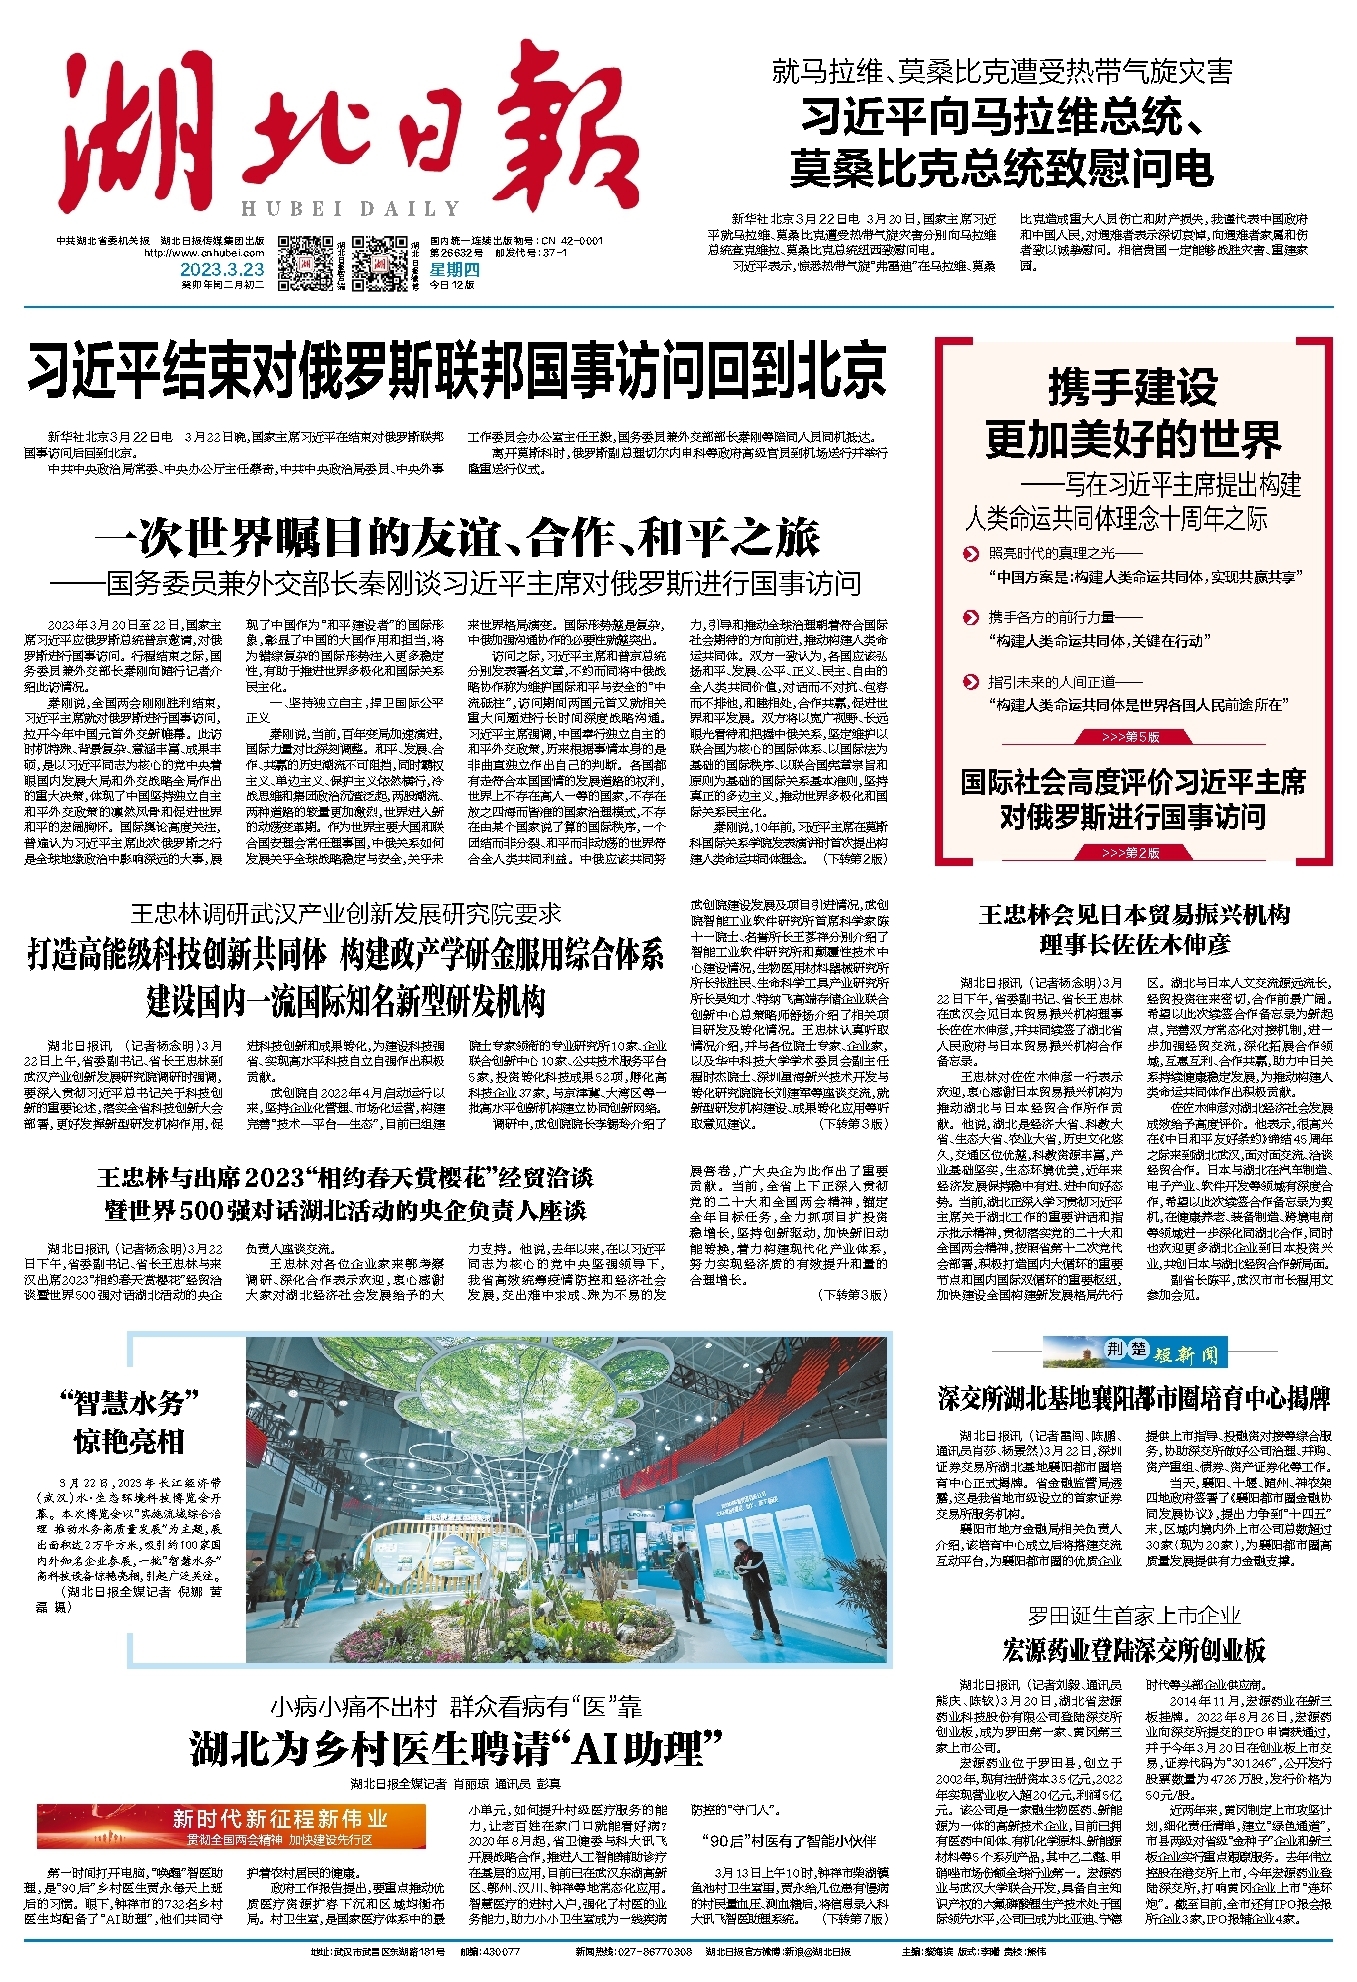 湖北日報
HUBEI DAILY
中共湖北省委机关报 湖北日报传媒集团出版
http://www.cnhubei.com
2023.3.23
癸卯年闰二月初二
国内统一连续出版物号:CN 42-0001
第26632号 邮发代号:37-1
星期四
今日12版
就马拉维、莫桑比克遭受热带气旋灾害
习近平向马拉维总统、
莫桑比克总统致慰问电
新华社北京3月22日电 3月20日,国家主席习近
平就马拉维、莫桑比克遭受热带气旋灾害分别向马拉维
总统查克维拉、莫桑比克总统纽西致慰问电。
习近平表示,惊悉热带气旋“弗雷迪”在马拉维、莫桑
比克造成重大人员伤亡和财产损失,我谨代表中国政府
和中国人民,对遇难者表示深切哀悼,向遇难者家属和伤
者致以诚挚慰问。相信贵国一定能够战胜灾害、重建家
园。
习近平结束对俄罗斯联邦国事访问回到北京
新华社北京3月22日电 3月22日晚,国家主席习近平在结束对俄罗斯联邦
国事访问后回到北京。
中共中央政治局常委、中央办公厅主任蔡奇,中共中央政治局委员、中央外事
工作委员会办公室主任王毅,国务委员兼外交部部长秦刚等陪同人员同机抵达。
离开莫斯科时,俄罗斯副总理切尔内申科等政府高级官员到机场送行并举行
隆重送行仪式。
一次世界瞩目的友谊、合作、和平之旅
——国务委员兼外交部长秦刚谈习近平主席对俄罗斯进行国事访问
2023年3月20日至22日,国家主
席习近平应俄罗斯总统普京邀请,对俄
罗斯进行国事访问。行程结束之际,国
务委员兼外交部长秦刚向随行记者介
绍此访情况。
秦刚说,全国两会刚刚胜利结束,
习近平主席就对俄罗斯进行国事访问,
拉开今年中国元首外交新帷幕。此访
时机特殊、背景复杂、意涵丰富、成果丰
硕,是以习近平同志为核心的党中央着
眼国内发展大局和外交战略全局作出
的重大决策,体现了中国坚持独立自主
和平外交政策的凛然风骨和促进世界
和平的宏阔胸怀。国际舆论高度关注,
普遍认为习近平主席此次俄罗斯之行
是全球地缘政治中影响深远的大事,展
现了中国作为“和平建设者”的国际形
象,彰显了中国的大国作用和担当,将
为错综复杂的国际形势注入更多稳定
性,有助于推进世界多极化和国际关系
民主化。
一、坚持独立自主,捍卫国际公平
正义
秦刚说,当前,百年变局加速演进,
国际力量对比深刻调整。和平、发展、合
作、共赢的历史潮流不可阻挡,同时霸权
主义、单边主义、保护主义依然横行,冷
战思维和集团政治沉渣泛起,两股潮流、
两种道路的较量更加激烈,世界进入新
的动荡变革期。作为世界主要大国和联
合国安理会常任理事国,中俄关系如何
发展关乎全球战略稳定与安全,关乎未
来世界格局演变。国际形势越是复杂,
中俄加强沟通协作的必要性就越突出。
访问之际,习近平主席和普京总统
分别发表署名文章,不约而同将中俄战
略协作称为维护国际和平与安全的“中
流砥柱”,访问期间两国元首又就相关
重大问题进行长时间深度战略沟通。
习近平主席强调,中国奉行独立自主的
和平外交政策,历来根据事情本身的是
非曲直独立作出自己的判断。各国都
有走符合本国国情的发展道路的权利,
世界上不存在高人一等的国家,不存在
放之四海而皆准的国家治理模式,不存
在由某个国家说了算的国际秩序,一个
团结而非分裂、和平而非动荡的世界符
合全人类共同利益。中俄应该共同努
力,引导和推动全球治理朝着符合国际
社会期待的方向前进,推动构建人类命
运共同体。双方一致认为,各国应该弘
扬和平、发展、公平、正义、民主、自由的
全人类共同价值,对话而不对抗、包容
而不排他,和睦相处,合作共赢,促进世
界和平发展。双方将以宽广视野、长远
眼光看待和把握中俄关系,坚定维护以
联合国为核心的国际体系、以国际法为
基础的国际秩序、以联合国宪章宗旨和
原则为基础的国际关系基本准则,坚持
真正的多边主义,推动世界多极化和国
际关系民主化。
秦刚说,10年前,习近平主席在莫斯
科国际关系学院发表演讲时首次提出构
建人类命运共同体理念。(下转第2版)
携手建设
更加美好的世界
——写在习近平主席提出构建
人类命运共同体理念十周年之际
照亮时代的真理之光——
“中国方案是:构建人类命运共同体,实现共赢共享”
携手各方的前行力量——
“构建人类命运共同体,关键在行动”
指引未来的人间正道——
“构建人类命运共同体是世界各国人民前途所在”
>>>第5版
国际社会高度评价习近平主席
对俄罗斯进行国事访问
>>>第2版
王忠林调研武汉产业创新发展研究院要求
打造高能级科技创新共同体 构建政产学研金服用综合体系
建设国内一流国际知名新型研发机构
湖北日报讯 (记者杨念明)3月
22日上午,省委副书记、省长王忠林到
武汉产业创新发展研究院调研时强调,
要深入贯彻习近平总书记关于科技创
新的重要论述,落实全省科技创新大会
部署,更好发挥新型研发机构作用,促
进科技创新和成果转化,为建设科技强
省、实现高水平科技自立自强作出积极
贡献。
武创院自2022年4月启动运行以
来,坚持企业化管理、市场化运营,构建
完善“技术—平台—生态”,目前已组建
院士专家领衔的专业研究所10家、企业
联合创新中心10家、公共技术服务平台
5家,投资转化科技成果52项,孵化高
科技企业37家,与京津冀、大湾区等一
批高水平创新机构建立协同创新网络。
调研中,武创院院长李锡玲介绍了
武创院建设发展及项目引进情况,武创
院智能工业软件研究所首席科学家陈
十一院士、名誉所长王茤祥分别介绍了
智能工业软件研究所和颠覆性技术中
心建设情况,生物医用材料器械研究所
所长张胜民、生命科学工具产业研究所
所长吴知才、特纳飞高端存储企业联合
创新中心总策略师舒扬介绍了相关项
目研发及转化情况。王忠林认真听取
情况介绍,并与各位院士专家、企业家,
以及华中科技大学学术委员会副主任
程时杰院士、深圳星海新兴技术开发与
转化研究院院长刘建军等座谈交流,就
新型研发机构建设、成果转化应用等听
取意见建议。 (下转第3版)
王忠林与出席2023“相约春天赏樱花”经贸洽谈
暨世界500强对话湖北活动的央企负责人座谈
湖北日报讯 (记者杨念明)3月22
日下午,省委副书记、省长王忠林与来
汉出席2023“相约春天赏樱花”经贸洽
谈暨世界500强对话湖北活动的央企
负责人座谈交流。
王忠林对各位企业家来鄂考察
调研、深化合作表示欢迎,衷心感谢
大家对湖北经济社会发展给予的大
力支持。他说,去年以来,在以习近平
同志为核心的党中央坚强领导下,
我省高效统筹疫情防控和经济社会
发展,交出难中求成、殊为不易的发
展答卷,广大央企为此作出了重要
贡献。当前,全省上下正深入贯彻
党的二十大和全国两会精神,锚定
全年目标任务,全力抓项目扩投资
稳增长,坚持创新驱动,加快新旧动
能转换,着力构建现代化产业体系,
努力实现经济质的有效提升和量的
合理增长。
(下转第3版)
王忠林会见日本贸易振兴机构
理事长佐佐木伸彦
湖北日报讯 (记者杨念明)3月
22日下午,省委副书记、省长王忠林
在武汉会见日本贸易振兴机构理事
长佐佐木伸彦,并共同续签了湖北省
人民政府与日本贸易振兴机构合作
备忘录。
王忠林对佐佐木伸彦一行表示
欢迎,衷心感谢日本贸易振兴机构为
推动湖北与日本经贸合作所作贡
献。他说,湖北是经济大省、科教大
省、生态大省、农业大省,历史文化悠
久,交通区位优越,科教资源丰富,产
业基础坚实,生态环境优美,近年来
经济发展保持稳中有进、进中向好态
势。当前,湖北正深入学习贯彻习近平
主席关于湖北工作的重要讲话和指
示批示精神,贯彻落实党的二十大和
全国两会精神,按照省第十二次党代
会部署,积极打造国内大循环的重要
节点和国内国际双循环的重要枢纽,
加快建设全国构建新发展格局先行
区。湖北与日本人文交流源远流长,
经贸投资往来密切,合作前景广阔。
希望以此次续签合作备忘录为新起
点,完善双方常态化对接机制,进一
步加强经贸交流,深化拓展合作领
域,互惠互利、合作共赢,助力中日关
系持续健康稳定发展,为推动构建人
类命运共同体作出积极贡献。
佐佐木伸彦对湖北经济社会发展
成效给予高度评价。他表示,很高兴
在《中日和平友好条约》缔结45周年
之际来到湖北武汉,面对面交流、洽谈
经贸合作。日本与湖北在汽车制造、
电子产业、软件开发等领域有深度合
作,希望以此次续签合作备忘录为契
机,在健康养老、装备制造、跨境电商
等领域进一步深化同湖北合作,同时
也欢迎更多湖北企业到日本投资兴
业,共创日本与湖北经贸合作新局面。
副省长陈平,武汉市市长程用文
参加会见。
“智慧水务”
惊艳亮相
3月22日,2023年长江经济带
(武汉)水·生态环境科技博览会开
幕。本次博览会以“实施流域综合治
理 推动水务高质量发展”为主题,展
出面积达2万平方米,吸引约100家国
内外知名企业参展,一批“智慧水务”
高科技设备惊艳亮相,引起广泛关注。
(湖北日报全媒记者 倪娜 黄
磊 摄)
荆楚短新闻
深交所湖北基地襄阳都市圈培育中心揭牌
湖北日报讯 (记者雷闯、陈鹏、
通讯员肖莎、杨景然)3月22日,深圳
证券交易所湖北基地襄阳都市圈培
育中心正式揭牌。省金融监管局透
露,这是我省地市级设立的首家证券
交易所服务机构。
襄阳市地方金融局相关负责人
介绍,该培育中心成立后将搭建交流
互动平台,为襄阳都市圈的优质企业
提供上市指导、投融资对接等综合服
务,协助深交所做好公司治理、并购、
资产重组、债券、资产证券化等工作。
当天,襄阳、十堰、随州、神农架
四地政府签署了《襄阳都市圈金融协
同发展协议》,提出力争到“十四五”
末,区域内境内外上市公司总数超过
30家(现为20家),为襄阳都市圈高
质量发展提供有力金融支撑。
罗田诞生首家上市企业
宏源药业登陆深交所创业板
湖北日报讯 (记者刘毅、通讯员
熊庆、陈钦)3月20日,湖北省宏源
药业科技股份有限公司登陆深交所
创业板,成为罗田第一家、黄冈第三
家上市公司。
宏源药业位于罗田县,创立于
2002年,现有注册资本3.5亿元,2022
年实现营业收入超20亿元,利润5亿
元。该公司是一家融生物医药、新能
源为一体的高新技术企业,目前已拥
有医药中间体、有机化学原料、新能源
材料等5个系列产品,其中乙二醛、甲
硝唑市场份额全球行业第一。宏源药
业与武汉大学联合开发,具备自主知
识产权的六氟磷酸锂生产技术处于国
际领先水平,公司已成为比亚迪、宁德
时代等头部企业供应商。
2014年11月,宏源药业在新三
板挂牌。2022年8月26日,宏源药
业向深交所提交的IPO申请获通过,
并于今年3月20日在创业板上市交
易,证券代码为“301246”,公开发行
股票数量为4726万股,发行价格为
50元/股。
近两年来,黄冈制定上市攻坚计
划,细化责任清单,建立“绿色通道”,
市县两级对省级“金种子”企业和新三
板企业实行重点跟踪服务。去年伟立
控股在港交所上市,今年宏源药业登
陆深交所,打响黄冈企业上市“连环
炮”。截至目前,全市还有IPO报会报
所企业3家,IPO报辅企业4家。
小病小痛不出村 群众看病有“医”靠
湖北为乡村医生聘请“AI助理”
湖北日报全媒记者 肖丽琼 通讯员 彭真
新时代新征程新伟业
贯彻全国两会精神 加快建设先行区
第一时间打开电脑,“唤醒”智医助
理,是“90后”乡村医生贾永每天上班
后的习惯。眼下,钟祥市的732名乡村
医生均配备了“AI助理”,他们共同守
护着农村居民的健康。
政府工作报告提出,要重点推动优
质医疗资源扩容下沉和区域均衡布
局。村卫生室,是国家医疗体系中的最
小单元,如何提升村级医疗服务的能
力,让老百姓在家门口就能看好病?
2020年8月起,省卫健委与科大讯飞
开展战略合作,推进人工智能辅助诊疗
在基层的应用,目前已在武汉东湖高新
区、鄂州、汉川、钟祥等地常态化应用。
智慧医疗的进村入户,强化了村医的业
务能力,助力小小卫生室成为一线疾病
防控的“守门人”。
“90后”村医有了智能小伙伴
3月13日上午10时,钟祥市柴湖镇
鱼池村卫生室里,贾永给几位患有慢病
的村民量血压、测血糖后,将信息录入科
大讯飞智医助理系统。 (下转第7版)
地址:武汉市武昌区东湖路181号 邮编:430077 新闻热线:027-86770308 湖北日报官方微博:新浪@湖北日报 主编:蔡海滨 版式:李曙 责校:熊伟